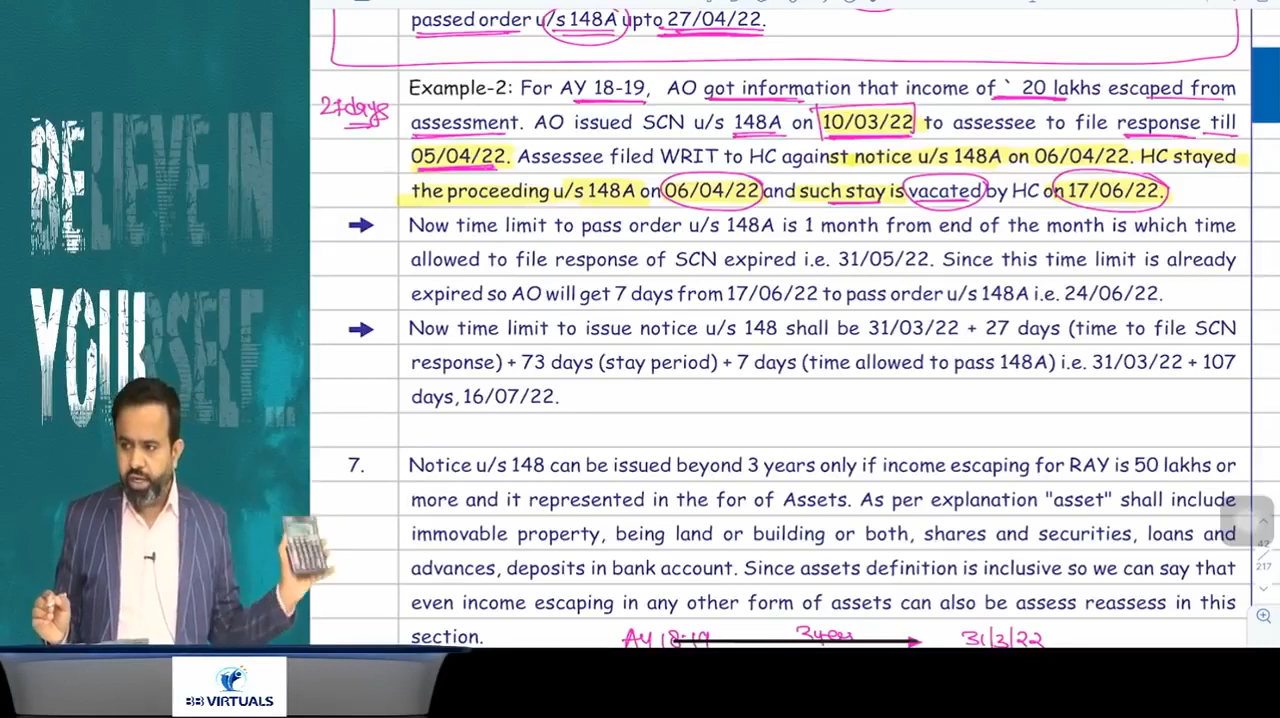 BELIEVE IN
YOURSELF...
passed order u/s 148A upto 27/04/22.
27 days
Example-2: For AY 18-19, AO got information that income of ` 20 lakhs escaped from
assessment. AO issued SCN u/s 148A on 10/03/22 to assessee to file response till
05/04/22. Assessee filed WRIT to HC against notice u/s 148A on 06/04/22. HC stayed
the proceeding u/s 148A on 06/04/22 and such stay is vacated by HC on 17/06/22.
Now time limit to pass order u/s 148A is 1 month from end of the month is which time
allowed to file response of SCN expired i.e. 31/05/22. Since this time limit is already
expired so AO will get 7 days from 17/06/22 to pass order u/s 148A i.e. 24/06/22.
Now time limit to issue notice u/s 148 shall be 31/03/22 + 27 days (time to file SCN
response) + 73 days (stay period) + 7 days (time allowed to pass 148A) i.e. 31/03/22 + 107
days, 16/07/22.
7. Notice u/s 148 can be issued beyond 3 years only if income escaping for RAY is 50 lakhs or
more and it represented in the for of Assets. As per explanation "asset" shall include
immovable property, being land or building or both, shares and securities, loans and
advances, deposits in bank account. Since assets definition is inclusive so we can say that
even income escaping in any other form of assets can also be assess reassess in this
section.
AY 18-19 3 years 31/3/22
42
217
BB VIRTUALS